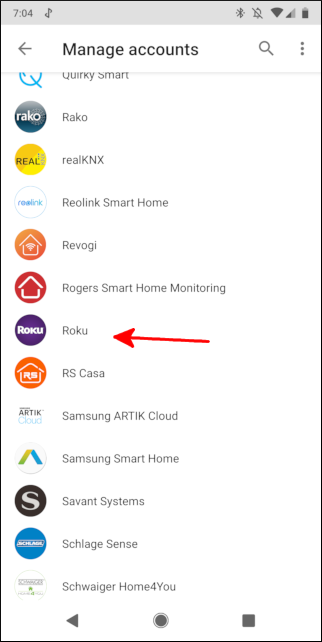 7:04
Manage accounts
Quirky Smart
rako
Rako
REAL
realKNX
reolink
Reolink Smart Home
Revogi
Rogers Smart Home Monitoring
ROKU
Roku
RS
RS Casa
ARTIK
Cloud
Samsung ARTIK Cloud
Samsung Smart Home
S
Savant Systems
SCHLAGE
Schlage Sense
SCHWAIGER
Schwaiger Home4You